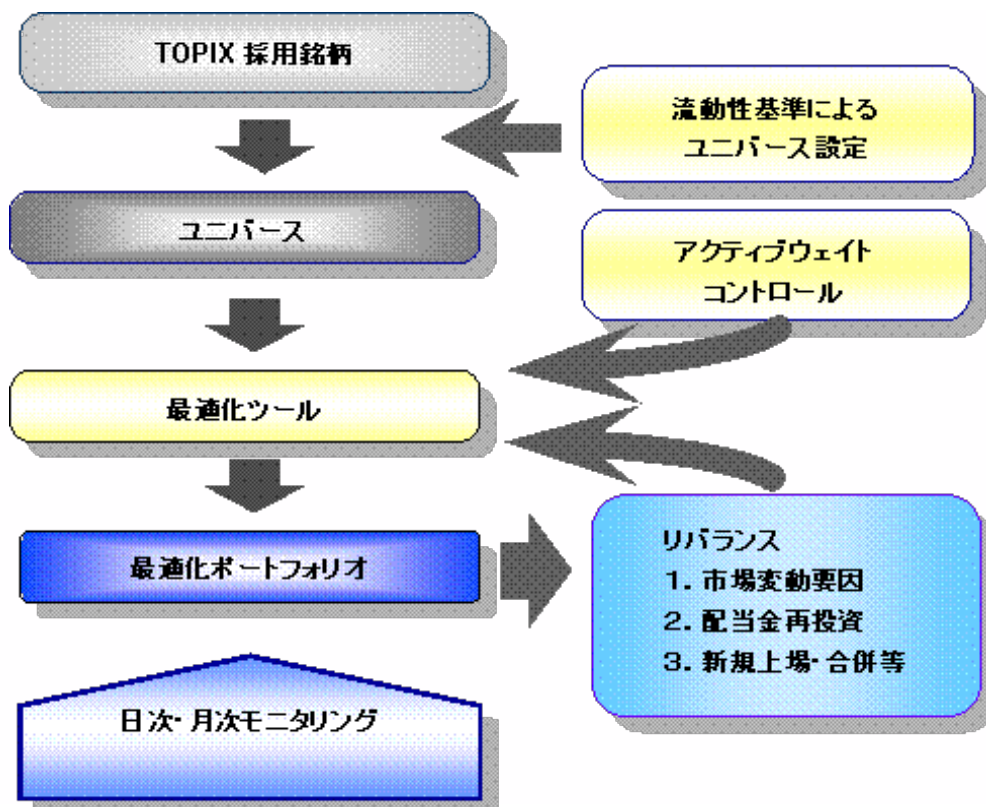 TOPIX 採用銘柄
流動性基準による
ユニバース設定
ユニバース
アクティブウェイト
コントロール
最適化ツール
最適化ポートフォリオ
リバランス
1. 市場変動要因
2. 配当金再投資
3. 新規上場・合併等
日次・月次モニタリング